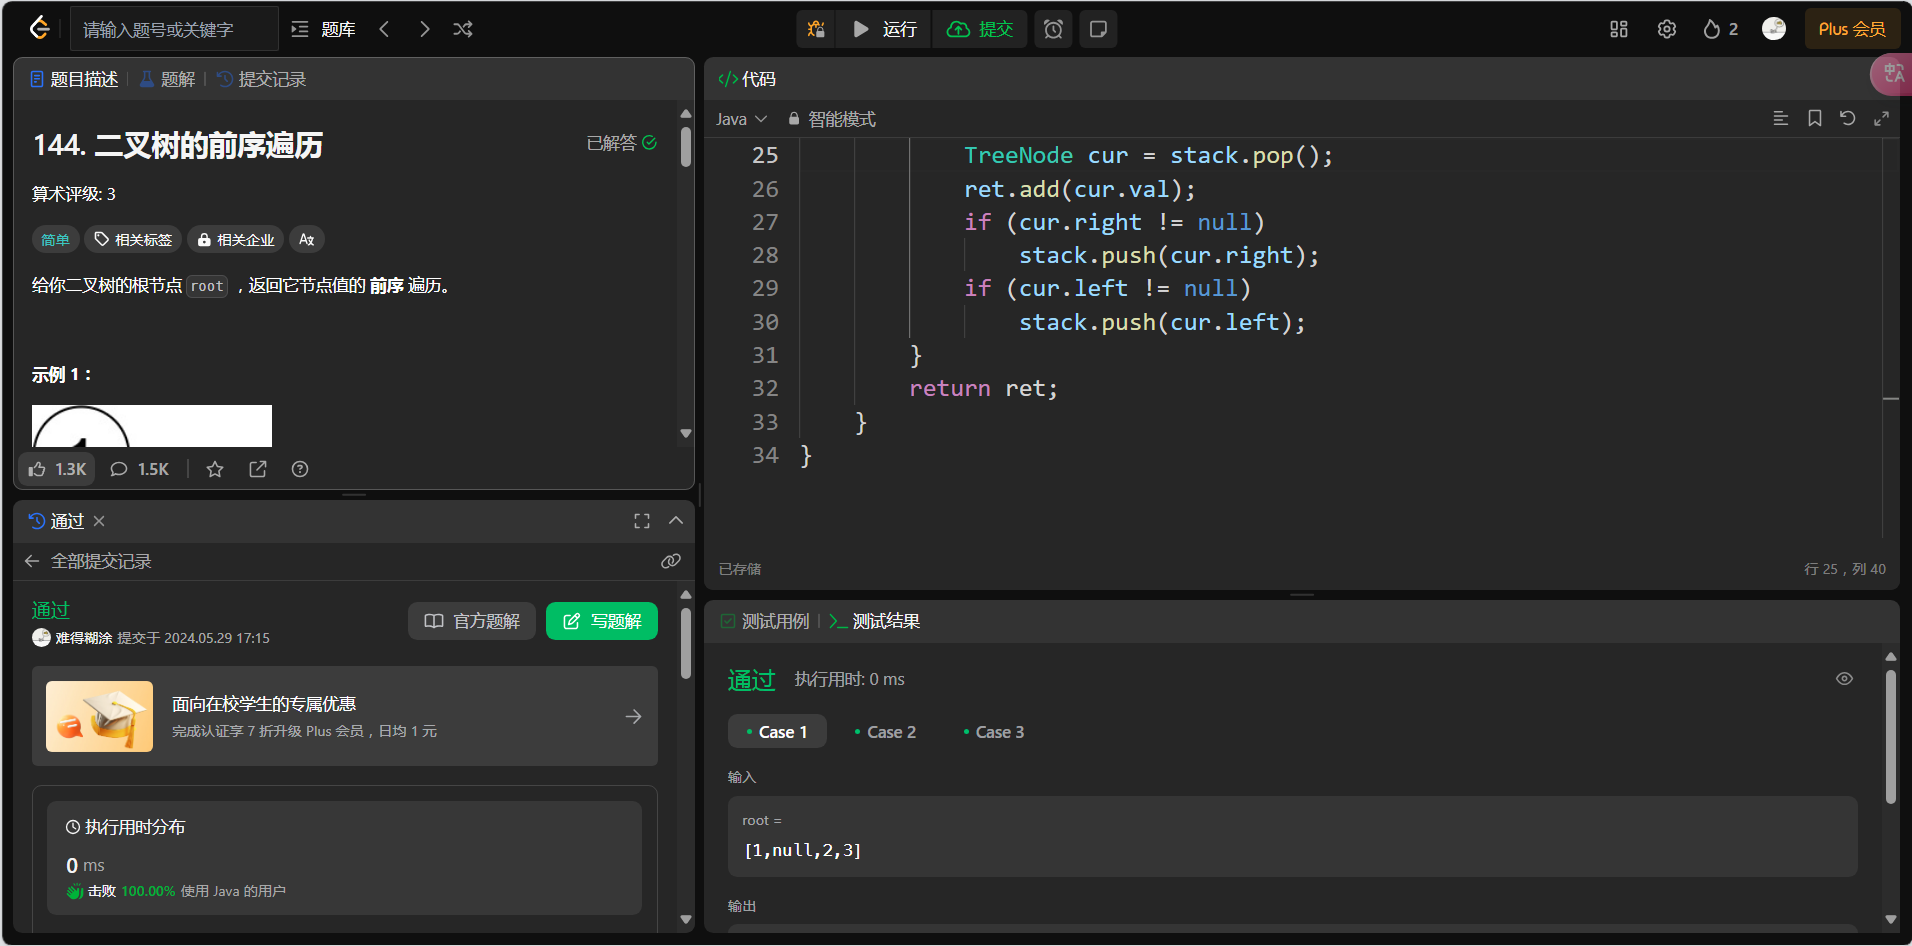 请输入题号或关键字
题库
运行
提交
2
Plus 会员
题目描述
题解
提交记录
144. 二叉树的前序遍历
已解答
算术评级: 3
简单
相关标签
相关企业
给你二叉树的根节点 root ，返回它节点值的 前序 遍历。
示例 1：
1.3K
1.5K
通过
全部提交记录
通过
难得糊涂 提交于 2024.05.29 17:15
官方题解
写题解
面向在校学生的专属优惠
完成认证享 7 折升级 Plus 会员，日均 1 元
执行用时分布
0 ms
击败 100.00% 使用 Java 的用户
</> 代码
Java
智能模式
25 TreeNode cur = stack.pop();
26 ret.add(cur.val);
27 if (cur.right != null)
28 stack.push(cur.right);
29 if (cur.left != null)
30 stack.push(cur.left);
31 }
32 return ret;
33 }
34 }
已存储
行 25，列 40
测试用例
测试结果
通过
执行用时: 0 ms
Case 1
Case 2
Case 3
输入
root =
[1,null,2,3]
输出